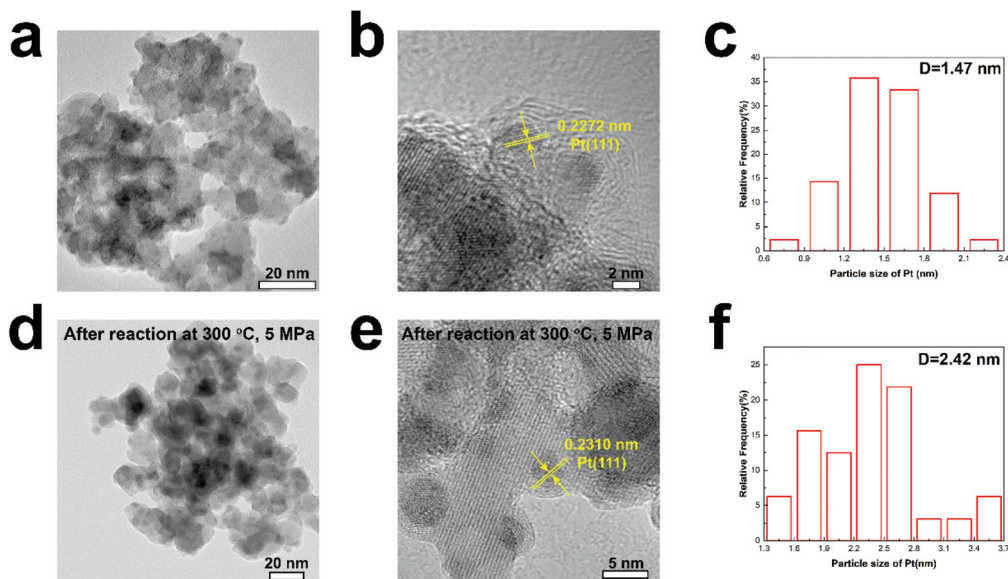 a
20 nm
b
0.2272 nm
Pt(111)
2 nm
c
D=1.47 nm
Relative Frequency(%)
40
35
30
25
20
15
10
5
0
0.6 0.9 1.2 1.5 1.8 2.1 2.4
Particle size of Pt (nm)
d
After reaction at 300 °C, 5 MPa
20 nm
e
After reaction at 300 °C, 5 MPa
0.2310 nm
Pt(111)
5 nm
f
D=2.42 nm
Relative Frequency(%)
25
20
15
10
5
0
1.3 1.6 1.9 2.2 2.5 2.8 3.1 3.4 3.7
Particle size of Pt(nm)